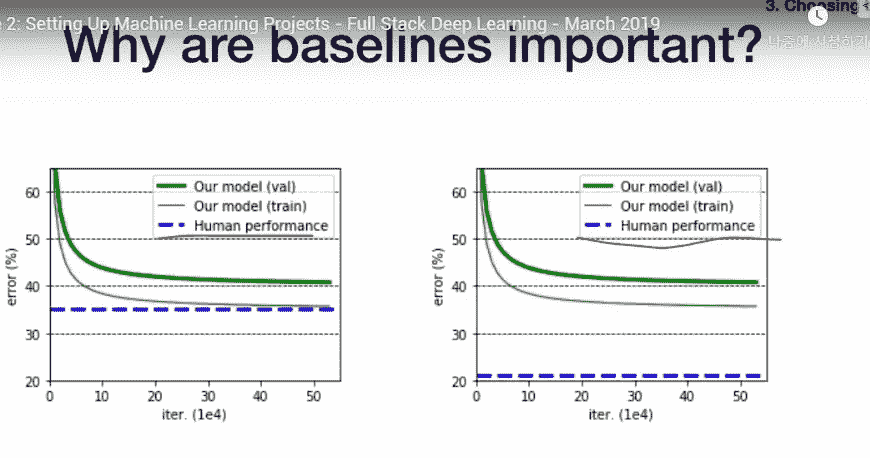 3. Choosing
e 2: Setting Up Machine Learning Projects - Full Stack Deep Learning - March 2019
Why are baselines important?
나중에 시청하기
60
50
40
30
20
error (%)
Our model (val)
Our model (train)
Human performance
0 10 20 30 40 50
iter. (1e4)
60
50
40
30
20
error (%)
Our model (val)
Our model (train)
Human performance
0 10 20 30 40 50
iter. (1e4)